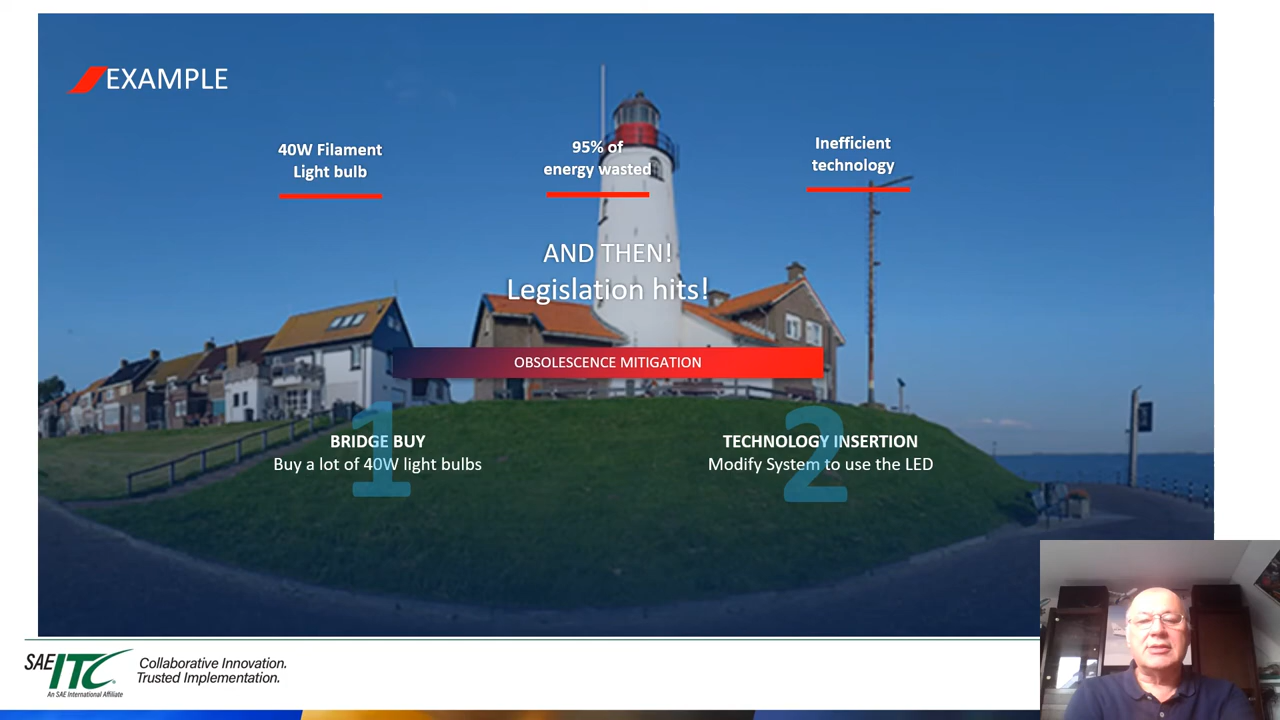 EXAMPLE
40W Filament
Light bulb
95% of
energy wasted
Inefficient
technology
AND THEN!
Legislation hits!
OBSOLESCENCE MITIGATION
1
BRIDGE BUY
Buy a lot of 40W light bulbs
2
TECHNOLOGY INSERTION
Modify System to use the LED
SAE ITC
An SAE International Affiliate
Collaborative Innovation.
Trusted Implementation.